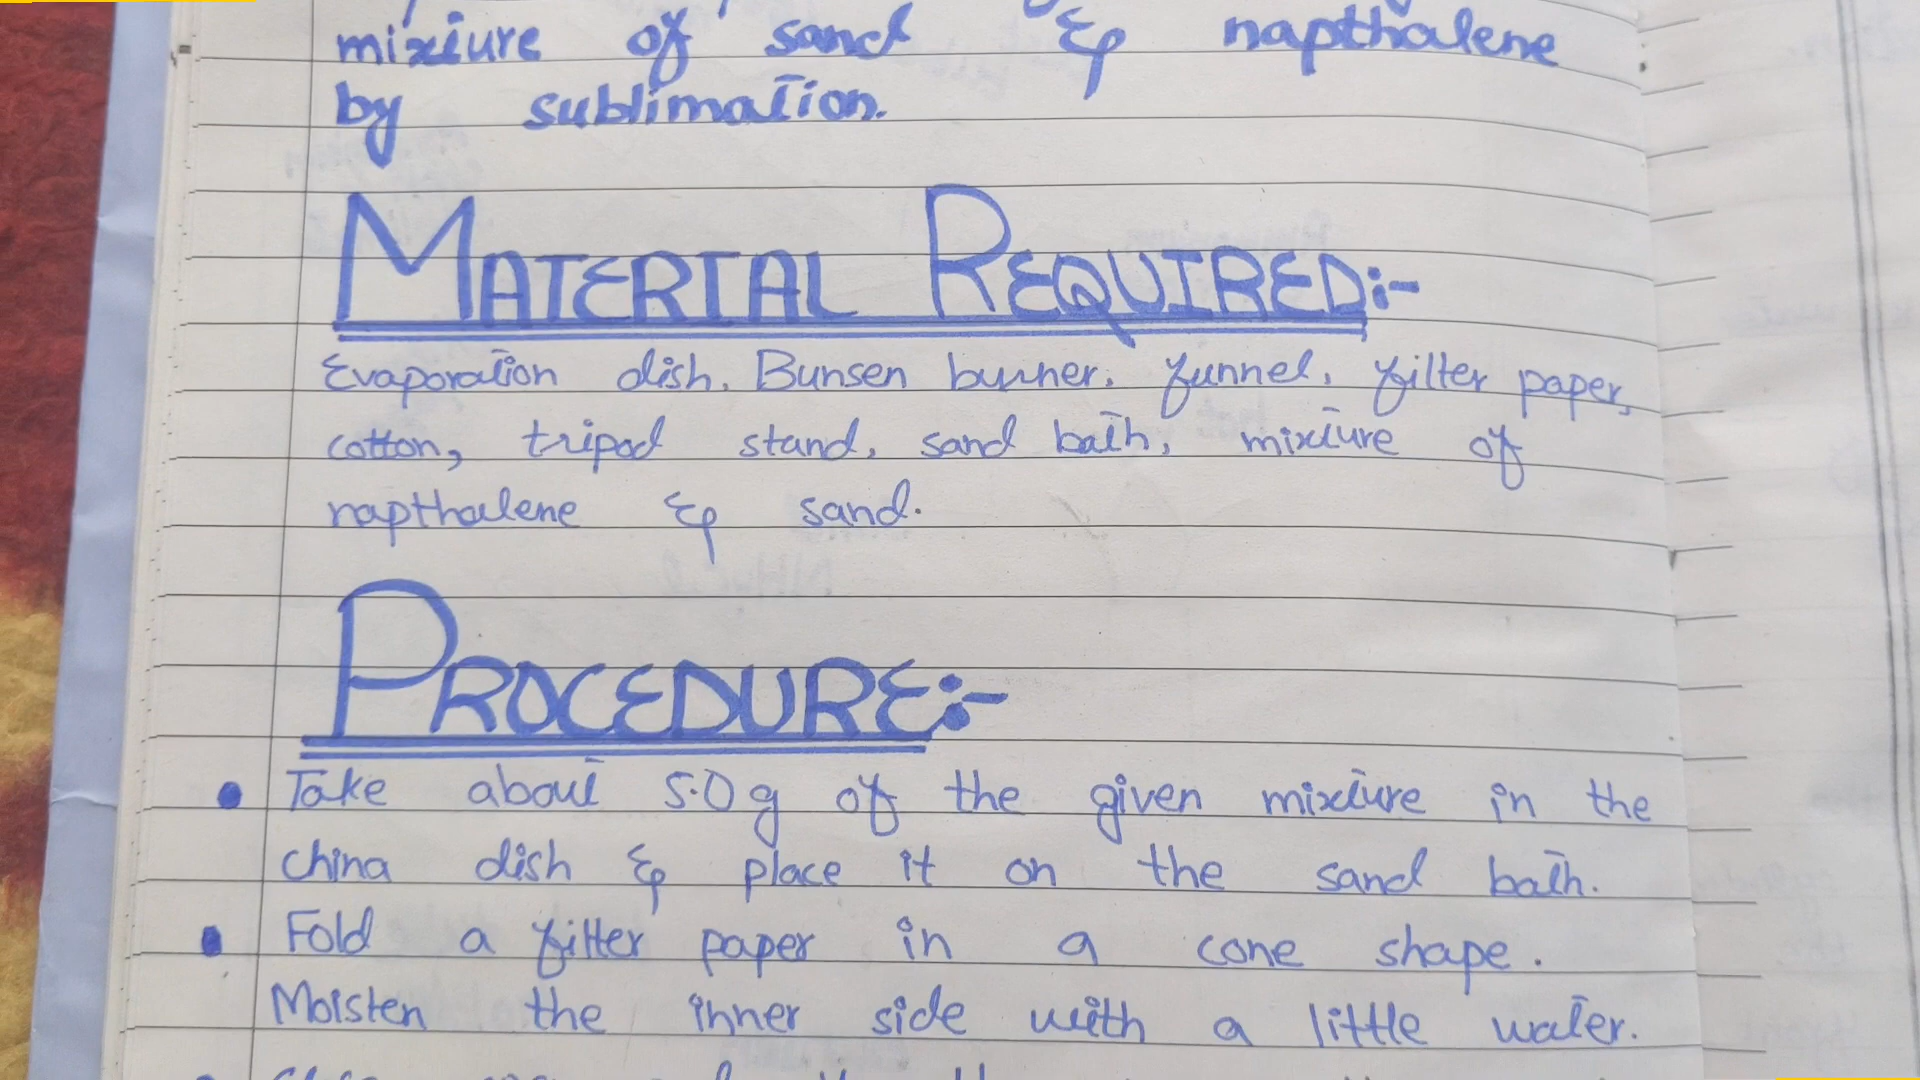 mixture of sand & napthalene
by sublimation.
MATERIAL REQUIRED:-
Evaporation dish, Bunsen burner, funnel, filter paper,
cotton, tripod stand, sand bath, mixture of
napthalene & sand.
PROCEDURE:-
• Take about 5.0 g of the given mixture in the
china dish & place it on the sand bath.
• Fold a filter paper in a cone shape.
Moisten the inner side with a little water.